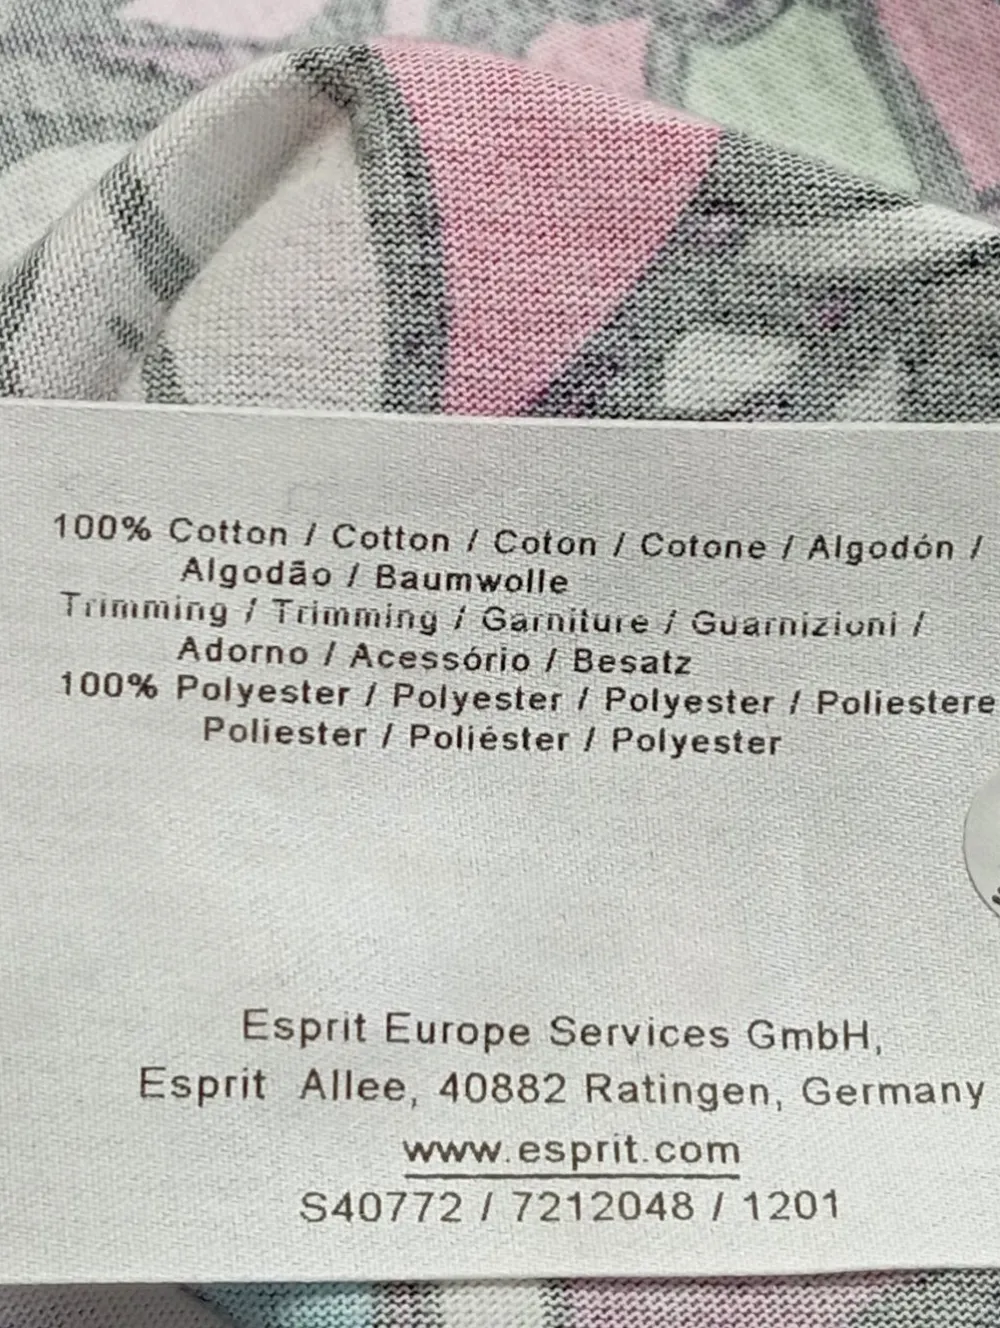 100% Cotton / Cotton / Coton / Cotone / Algodón /
Algodão / Baumwolle
Trimming / Trimming / Garniture / Guarnizioni /
Adorno / Acessório / Besatz
100% Polyester / Polyester / Polyester / Poliestere
Poliester / Poliéster / Polyester
Esprit Europe Services GmbH,
Esprit Allee, 40882 Ratingen, Germany
www.esprit.com
S40772 / 7212048 / 1201